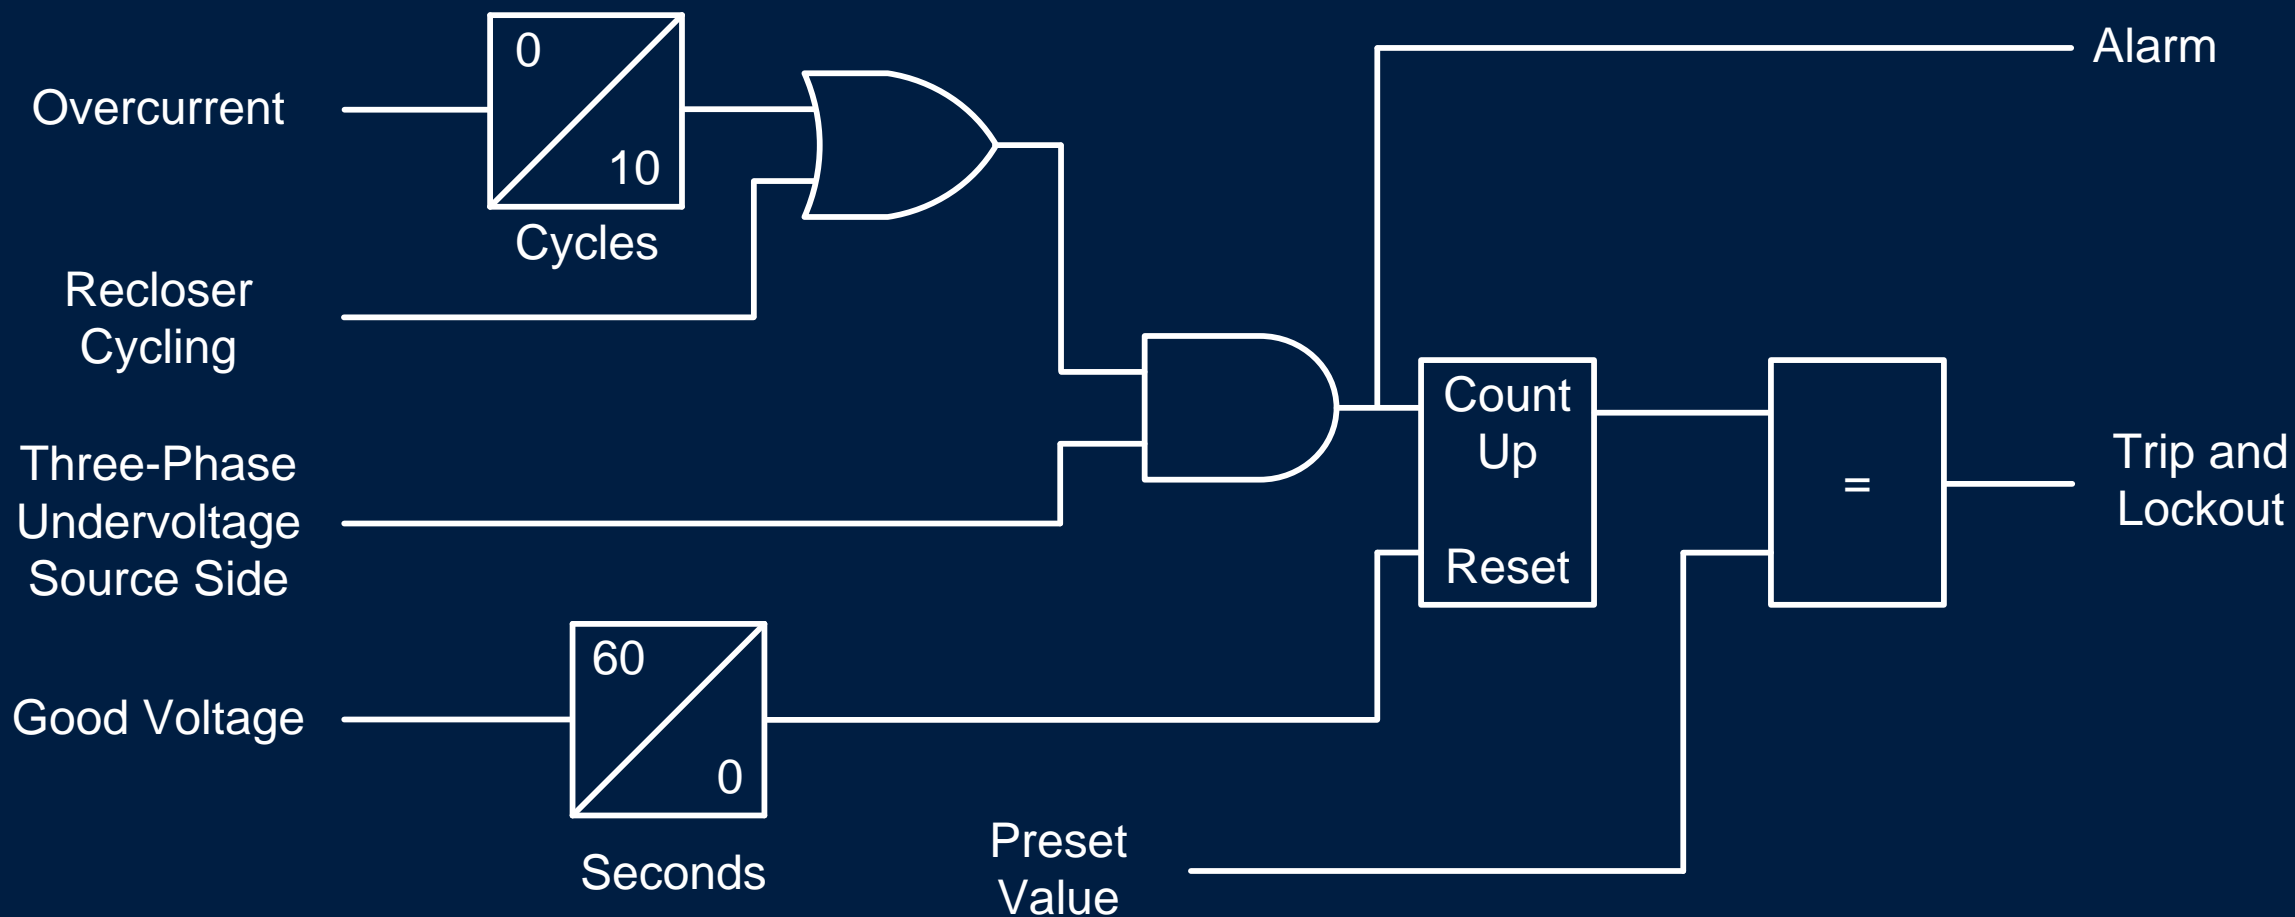 0
Alarm
Overcurrent
10
Cycles
Recloser
Cycling
Count
Up
Three-Phase
Undervoltage
Source Side
=
Trip and
Lockout
Reset
60
Good Voltage
0
Seconds
Preset
Value